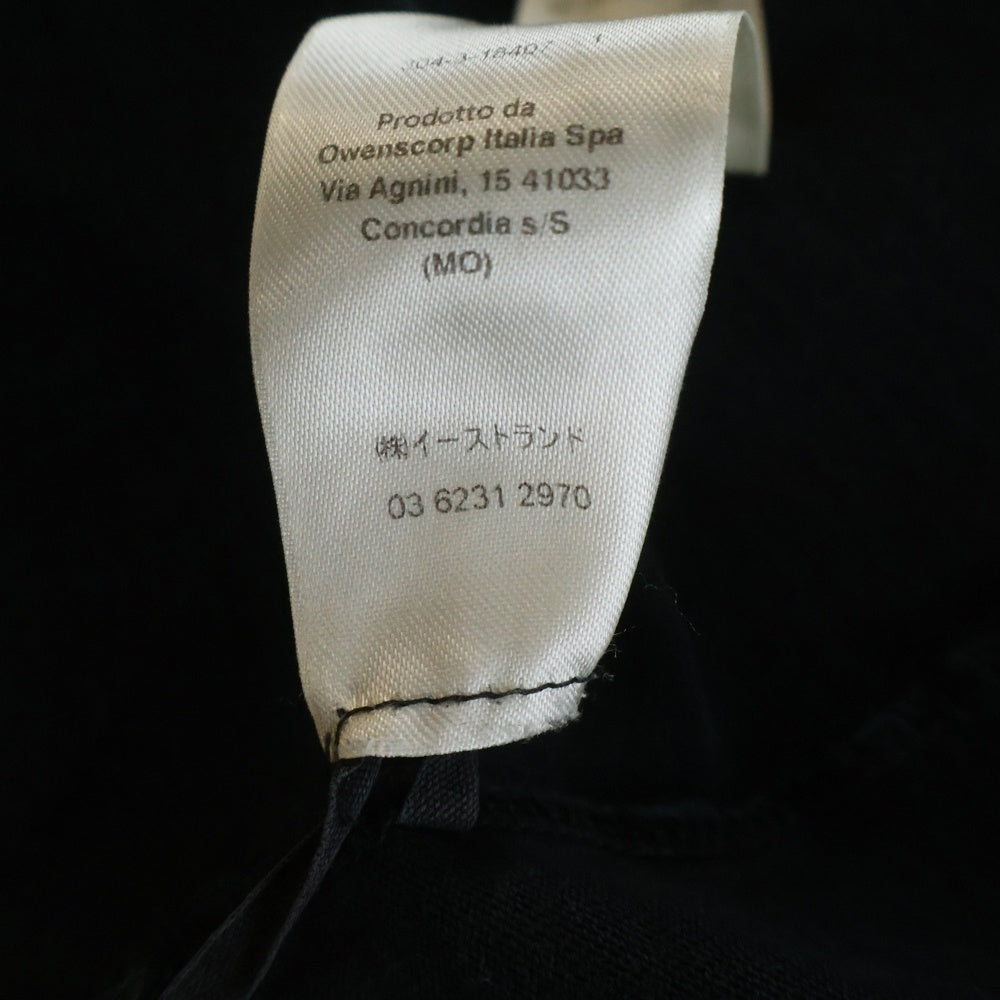 Prodotto da
Owenscorp Italia Spa
Via Agnini, 15 41033
Concordia s/S
(MO)
(株)イーストランド
03 6231 2970